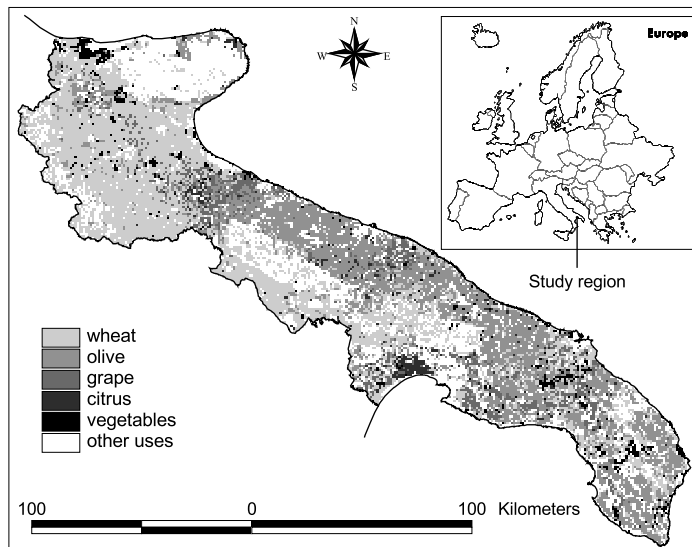 N
W E
S
Europe
Study region
wheat
olive
grape
citrus
vegetables
other uses
100 0 100 Kilometers